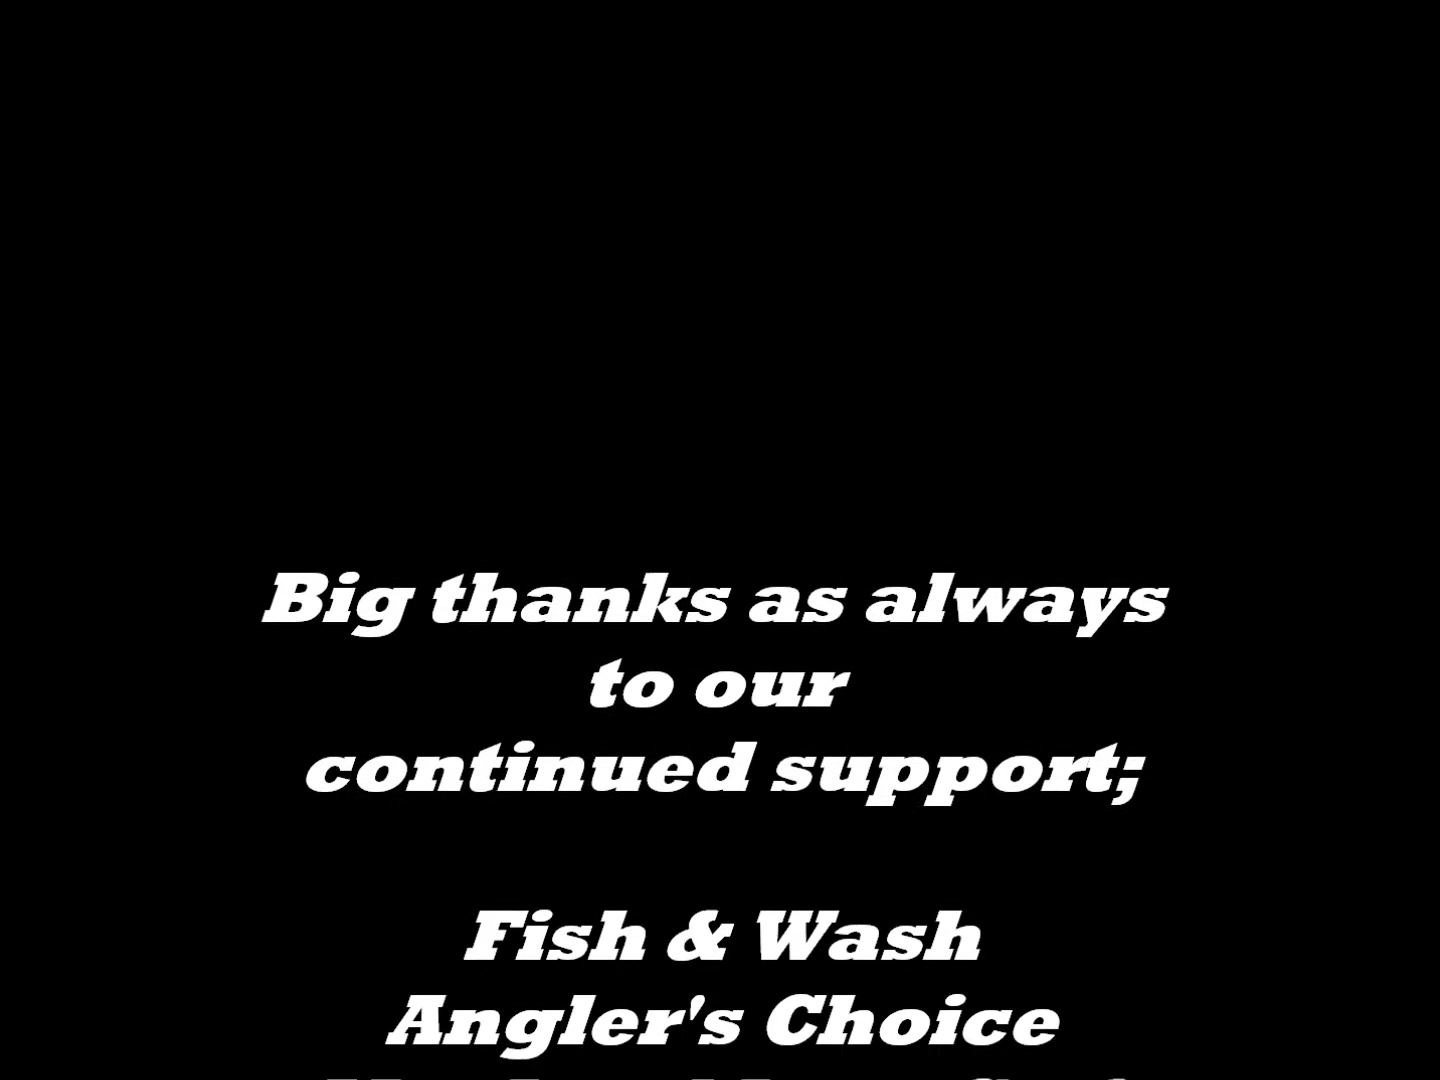 Big thanks as always
to our
continued support;
Fish & Wash
Angler's Choice